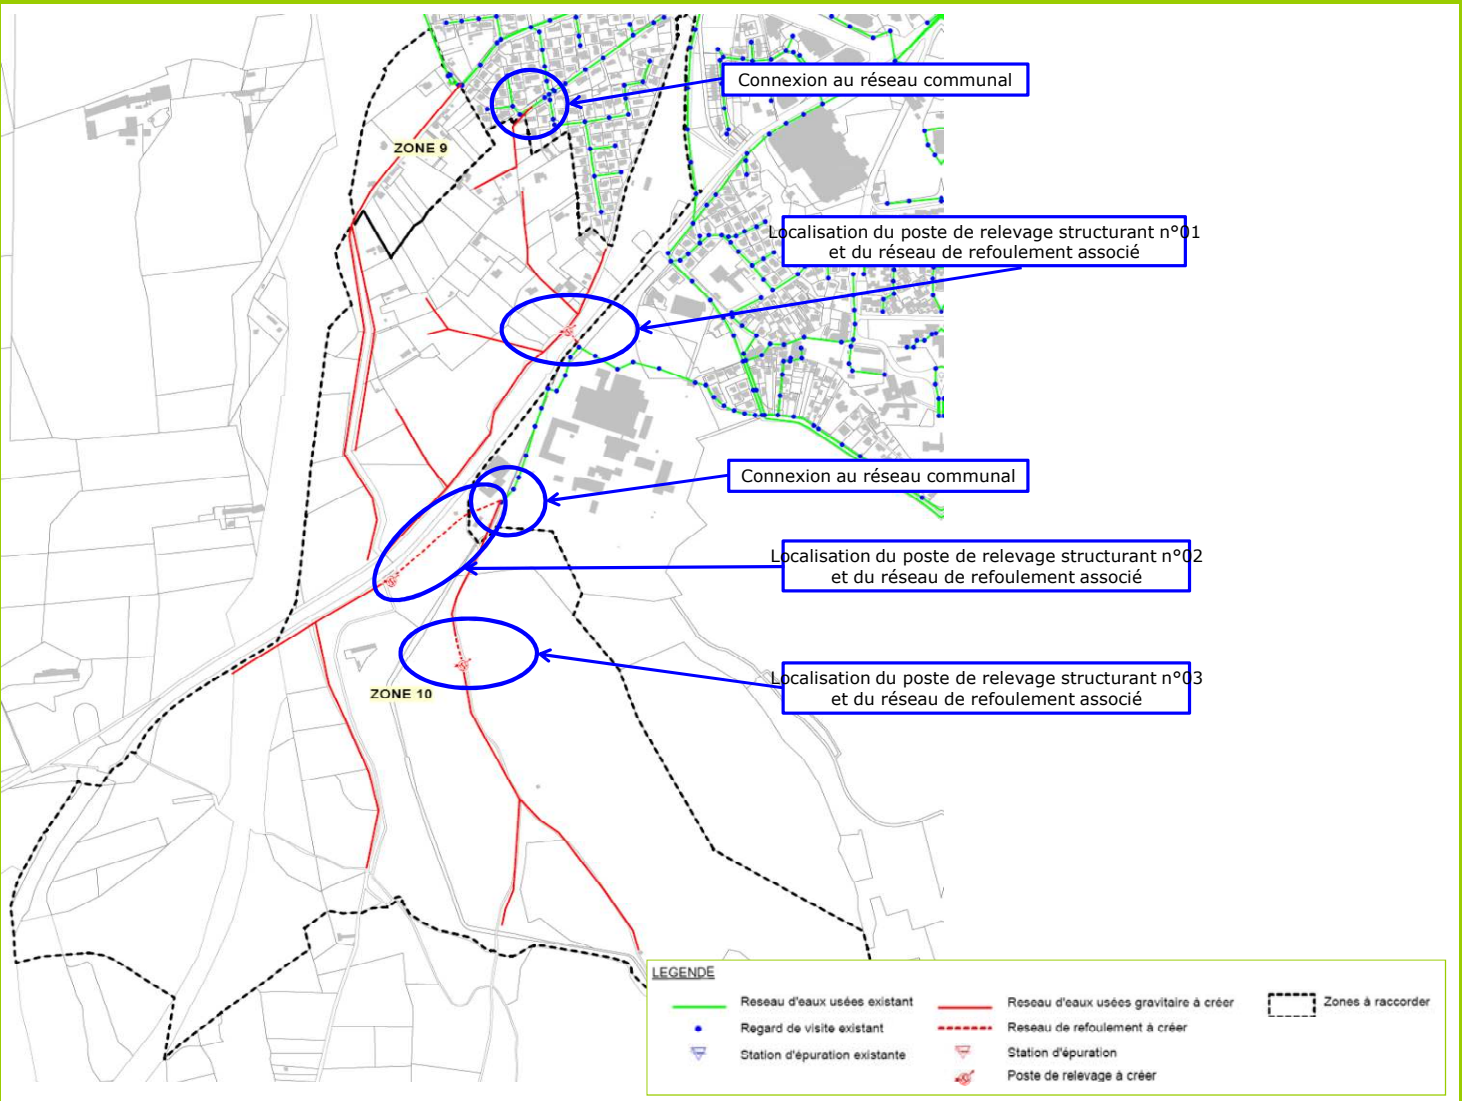 Connexion au réseau communal
ZONE 9
Localisation du poste de relevage structurant n°01
et du réseau de refoulement associé
Connexion au réseau communal
Localisation du poste de relevage structurant n°02
et du réseau de refoulement associé
Localisation du poste de relevage structurant n°03
et du réseau de refoulement associé
ZONE 10
LEGENDE
Reseau d'eaux usées existant
Regard de visite existant
Station d'épuration existante
Reseau d'eaux usées gravitaire à créer
Reseau de refoulement à créer
Station d'épuration
Poste de relevage à créer
Zones à raccorder